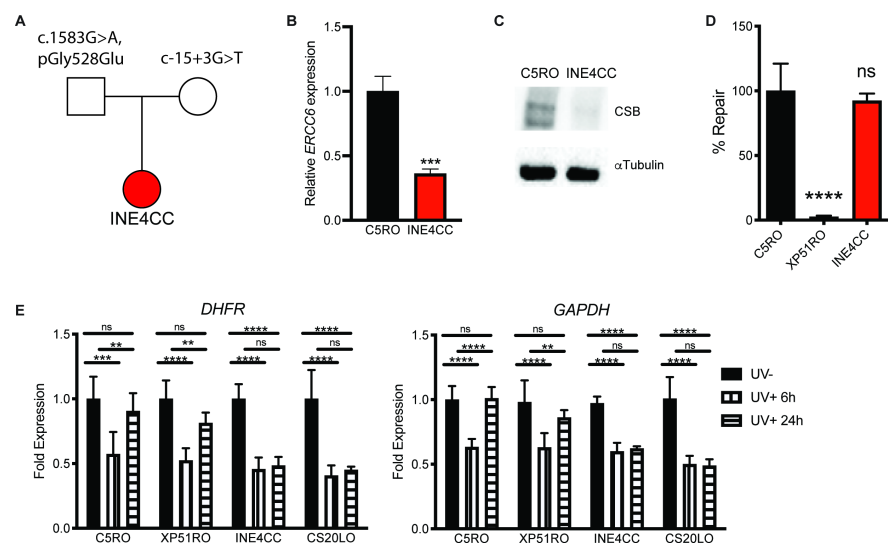 A
c.1583G>A,
pGly528Glu
c-15+3G>T
INE4CC
B
Relative ERCC6 expression
1.5
1.0
0.5
0.0
***
C5RO INE4CC
C
C5RO INE4CC
CSB
αTubulin
D
% Repair
150
100
50
0
****
ns
C5RO
XP51RO
INE4CC
E
DHFR
Fold Expression
1.5
1.0
0.5
0.0
ns ns **** ****
** ** ns ns
*** **** **** ****
C5RO XP51RO INE4CC CS20LO
GAPDH
Fold Expression
1.5
1.0
0.5
0.0
ns ns **** ****
**** ** ns ns
**** **** **** ****
C5RO XP51RO INE4CC CS20LO
UV-
UV+ 6h
UV+ 24h